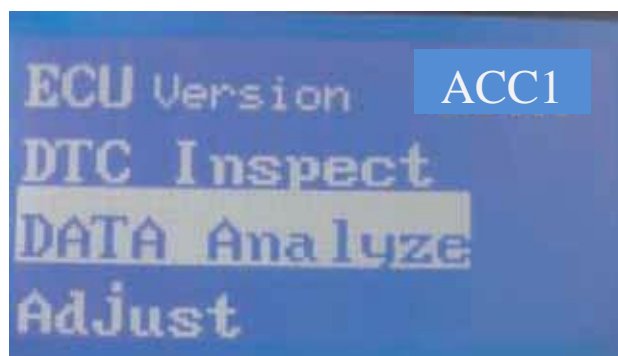 ECU Version
ACC1
DTC Inspect
DATA Analyze
Adjust